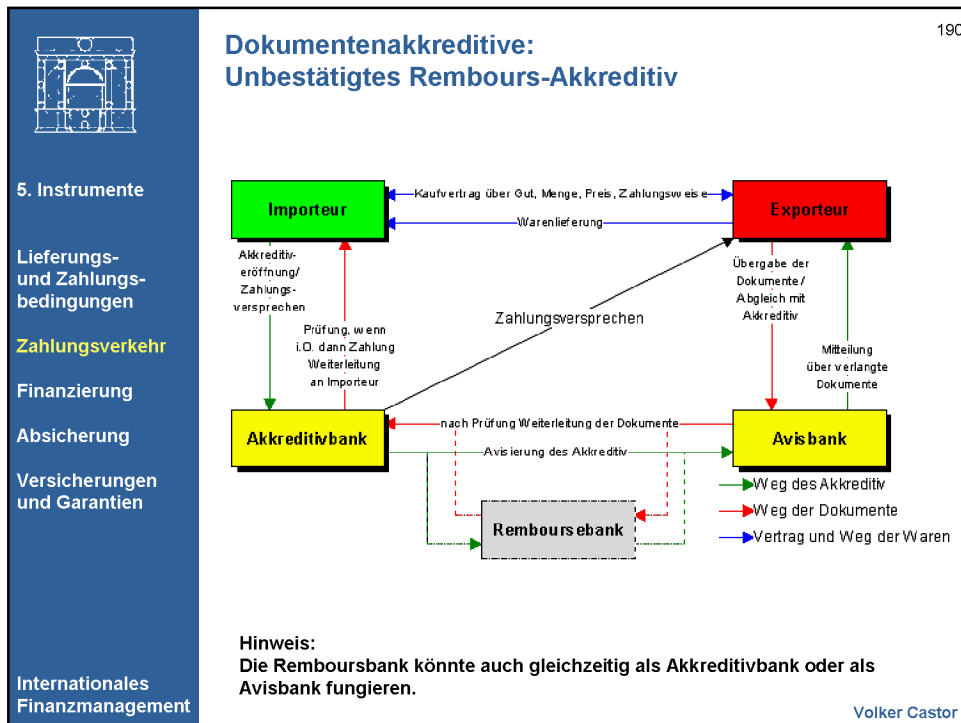 190
Dokumentenakkreditive:
Unbestätigtes Rembours-Akkreditiv
5. Instrumente
Lieferungs-
und Zahlungs-
bedingungen
Zahlungsverkehr
Finanzierung
Absicherung
Versicherungen
und Garantien
Internationales
Finanzmanagement
Importeur
Kaufvertrag über Gut, Menge, Preis, Zahlungsweise
Warenlieferung
Exporteur
Akkreditiv-
eröffnung/
Zahlungs-
versprechen
Prüfung, wenn
i.O. dann Zahlung
Weiterleitung
an Importeur
Zahlungsversprechen
Übergabe der
Dokumente/
Abgleich mit
Akkreditiv
Mitteilung
über verlangte
Dokumente
Akkreditivbank
nach Prüfung Weiterleitung der Dokumente
Avisierung des Akkreditiv
Avisbank
Remboursebank
Weg des Akkreditiv
Weg der Dokumente
Vertrag und Weg der Waren
Hinweis:
Die Remboursbank könnte auch gleichzeitig als Akkreditivbank oder als
Avisbank fungieren.
Volker Castor